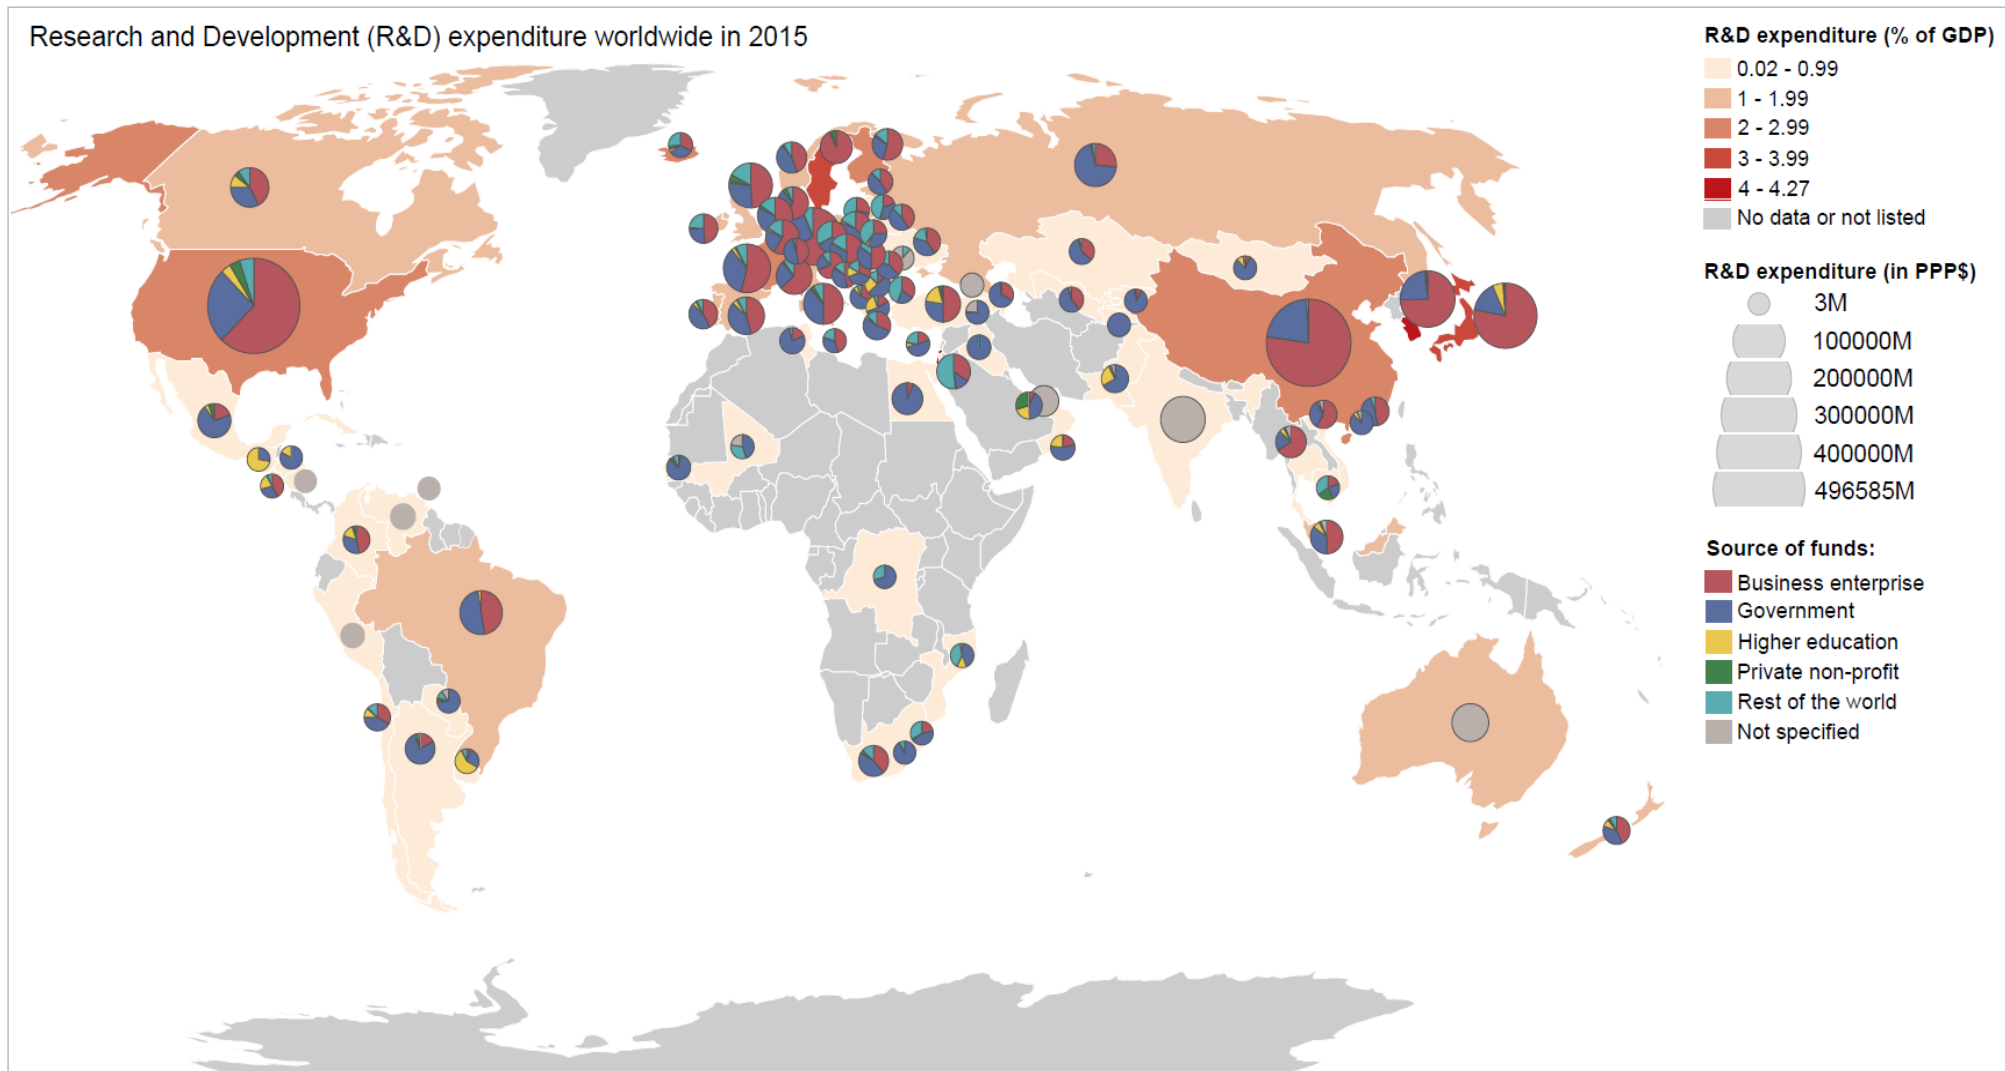 Research and Development (R&D) expenditure worldwide in 2015
R&D expenditure (% of GDP)
0.02 - 0.99
1 - 1.99
2 - 2.99
3 - 3.99
4 - 4.27
No data or not listed
R&D expenditure (in PPP$)
3M
100000M
200000M
300000M
400000M
496585M
Source of funds:
Business enterprise
Government
Higher education
Private non-profit
Rest of the world
Not specified